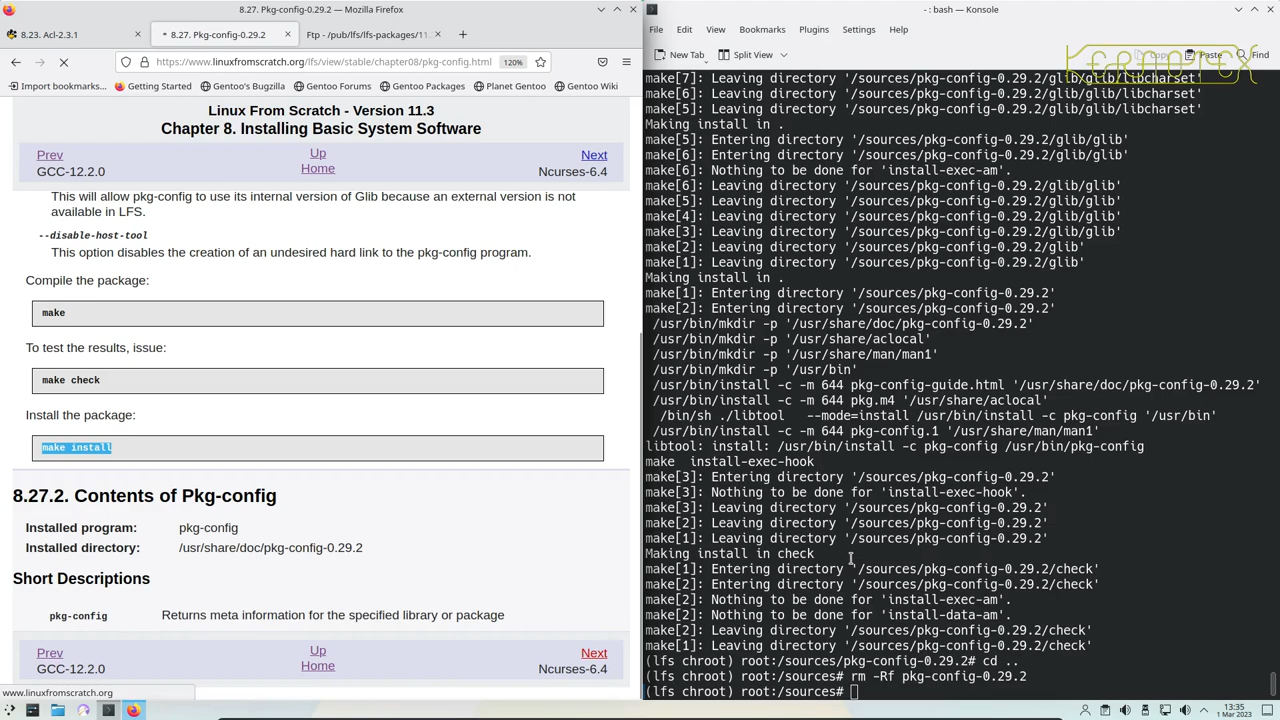 8.27. Pkg-config-0.29.2 — Mozilla Firefox
8.23. Acl-2.3.1
8.27. Pkg-config-0.29.2
Ftp - /pub/lfs/lfs-packages/11.
https://www.linuxfromscratch.org/lfs/view/stable/chapter08/pkg-config.html
120%
Import bookmarks...
Getting Started
Gentoo's Bugzilla
Gentoo Forums
Gentoo Packages
Planet Gentoo
Gentoo Wiki
Linux From Scratch - Version 11.3
Chapter 8. Installing Basic System Software
Prev
Up
Next
GCC-12.2.0
Home
Ncurses-6.4
This will allow pkg-config to use its internal version of Glib because an external version is not
available in LFS.
--disable-host-tool
This option disables the creation of an undesired hard link to the pkg-config program.
Compile the package:
make
To test the results, issue:
make check
Install the package:
make install
8.27.2. Contents of Pkg-config
Installed program: pkg-config
Installed directory: /usr/share/doc/pkg-config-0.29.2
Short Descriptions
pkg-config Returns meta information for the specified library or package
Prev
Up
Next
GCC-12.2.0
Home
Ncurses-6.4
www.linuxfromscratch.org
- : bash — Konsole
File Edit View Bookmarks Plugins Settings Help
New Tab
Split View
Copy
Paste
Find
make[7]: Leaving directory '/sources/pkg-config-0.29.2/glib/glib/libcharset'
make[6]: Leaving directory '/sources/pkg-config-0.29.2/glib/glib/libcharset'
make[5]: Leaving directory '/sources/pkg-config-0.29.2/glib/glib/libcharset'
Making install in .
make[5]: Entering directory '/sources/pkg-config-0.29.2/glib/glib'
make[6]: Entering directory '/sources/pkg-config-0.29.2/glib/glib'
make[6]: Nothing to be done for 'install-exec-am'.
make[6]: Leaving directory '/sources/pkg-config-0.29.2/glib/glib'
make[5]: Leaving directory '/sources/pkg-config-0.29.2/glib/glib'
make[4]: Leaving directory '/sources/pkg-config-0.29.2/glib/glib'
make[3]: Leaving directory '/sources/pkg-config-0.29.2/glib/glib'
make[2]: Leaving directory '/sources/pkg-config-0.29.2/glib'
make[1]: Leaving directory '/sources/pkg-config-0.29.2/glib'
Making install in .
make[1]: Entering directory '/sources/pkg-config-0.29.2'
make[2]: Entering directory '/sources/pkg-config-0.29.2'
/usr/bin/mkdir -p '/usr/share/doc/pkg-config-0.29.2'
/usr/bin/mkdir -p '/usr/share/aclocal'
/usr/bin/mkdir -p '/usr/share/man/man1'
/usr/bin/mkdir -p '/usr/bin'
/usr/bin/install -c -m 644 pkg-config-guide.html '/usr/share/doc/pkg-config-0.29.2'
/usr/bin/install -c -m 644 pkg.m4 '/usr/share/aclocal'
/bin/sh ./libtool --mode=install /usr/bin/install -c pkg-config '/usr/bin'
/usr/bin/install -c -m 644 pkg-config.1 '/usr/share/man/man1'
libtool: install: /usr/bin/install -c pkg-config /usr/bin/pkg-config
make install-exec-hook
make[3]: Entering directory '/sources/pkg-config-0.29.2'
make[3]: Nothing to be done for 'install-exec-hook'.
make[3]: Leaving directory '/sources/pkg-config-0.29.2'
make[2]: Leaving directory '/sources/pkg-config-0.29.2'
make[1]: Leaving directory '/sources/pkg-config-0.29.2'
Making install in check
make[1]: Entering directory '/sources/pkg-config-0.29.2/check'
make[2]: Entering directory '/sources/pkg-config-0.29.2/check'
make[2]: Nothing to be done for 'install-exec-am'.
make[2]: Nothing to be done for 'install-data-am'.
make[2]: Leaving directory '/sources/pkg-config-0.29.2/check'
make[1]: Leaving directory '/sources/pkg-config-0.29.2/check'
(lfs chroot) root:/sources/pkg-config-0.29.2# cd ..
(lfs chroot) root:/sources# rm -Rf pkg-config-0.29.2
(lfs chroot) root:/sources#
13:35
1 Mar 2023